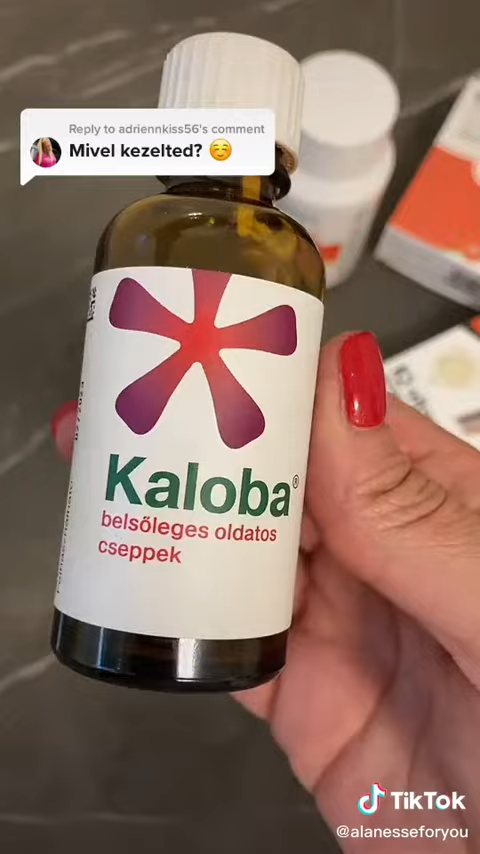 Reply to adriennkiss56's comment
Mivel kezelted? ☺️
Kaloba®
belsőleges oldatos
cseppek
TikTok
@alanesseforyou